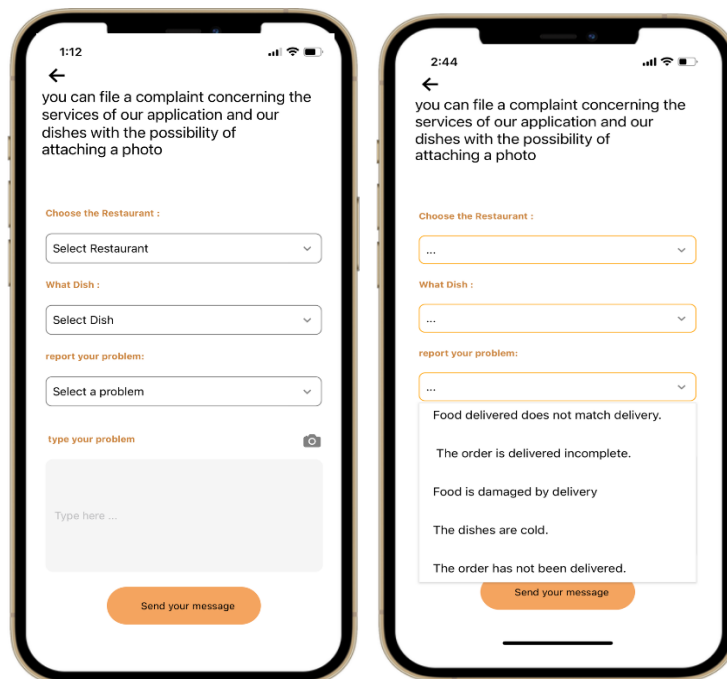 1:12
you can file a complaint concerning the
services of our application and our
dishes with the possibility of
attaching a photo
Choose the Restaurant :
Select Restaurant
What Dish :
Select Dish
report your problem:
Select a problem
type your problem
Type here ...
Send your message
2:44
you can file a complaint concerning the
services of our application and our
dishes with the possibility of
attaching a photo
Choose the Restaurant :
...
What Dish :
...
report your problem:
...
Food delivered does not match delivery.
The order is delivered incomplete.
Food is damaged by delivery
The dishes are cold.
The order has not been delivered.
Send your message